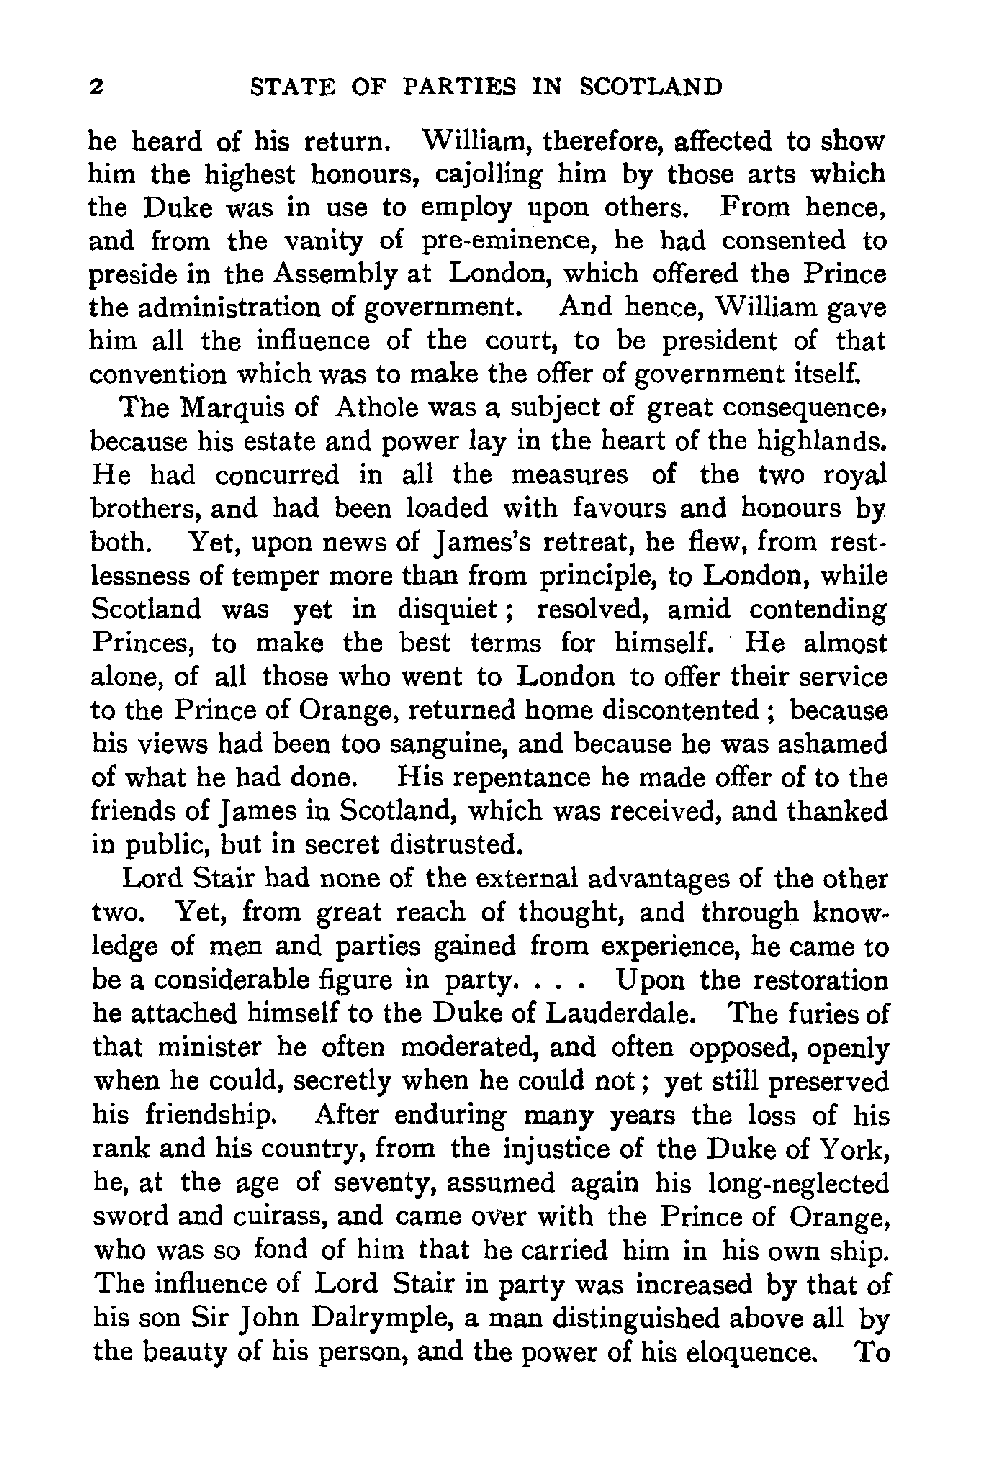 2 STATE OF PARTIES IN SCOTLAND
he heard of his return. William, therefore, affected to show
him the highest honours, cajolling him by those arts which
the Duke was in use to employ upon others. From hence,
and from the vanity of pre-eminence, he had consented to
preside in the Assembly at London, which offered the Prince
the administration of government. And hence, William gave
him all the influence of the court, to be president of that
convention which was to make the offer of government itself.
The Marquis of Athole was a subject of great consequence,
because his estate and power lay in the heart of the highlands.
He had concurred in all the measures of the two royal
brothers, and had been loaded with favours and honours by
both. Yet, upon news of James's retreat, he flew, from rest-
lessness of temper more than from principle, to London, while
Scotland was yet in disquiet ; resolved, amid contending
Princes, to make the best terms for himself. He almost
alone, of all those who went to London to offer their service
to the Prince of Orange, returned home discontented ; because
his views had been too sanguine, and because he was ashamed
of what he had done. His repentance he made offer of to the
friends of James in Scotland, which was received, and thanked
in public, but in secret distrusted.
Lord Stair had none of the external advantages of the other
two. Yet, from great reach of thought, and through know-
ledge of men and parties gained from experience, he came to
be a considerable figure in party. . . . Upon the restoration
he attached himself to the Duke of Lauderdale. The furies of
that minister he often moderated, and often opposed, openly
when he could, secretly when he could not ; yet still preserved
his friendship. After enduring many years the loss of his
rank and his country, from the injustice of the Duke of York,
he, at the age of seventy, assumed again his long-neglected
sword and cuirass, and came over with the Prince of Orange,
who was so fond of him that he carried him in his own ship.
The influence of Lord Stair in party was increased by that of
his son Sir John Dalrymple, a man distinguished above all by
the beauty of his person, and the power of his eloquence. To